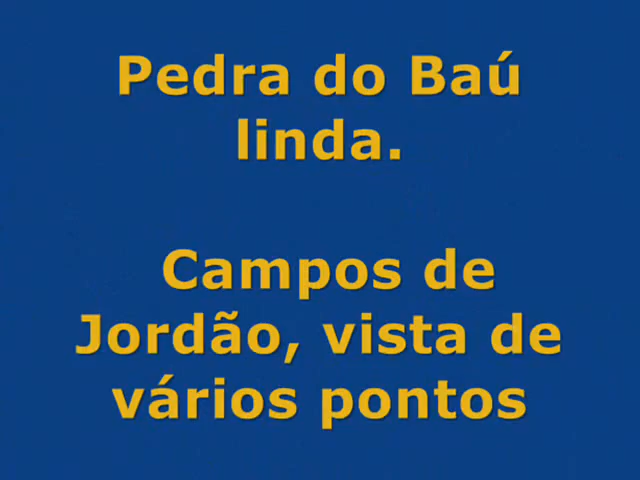 Pedra do Baú
linda.
Campos de
Jordão, vista de
vários pontos